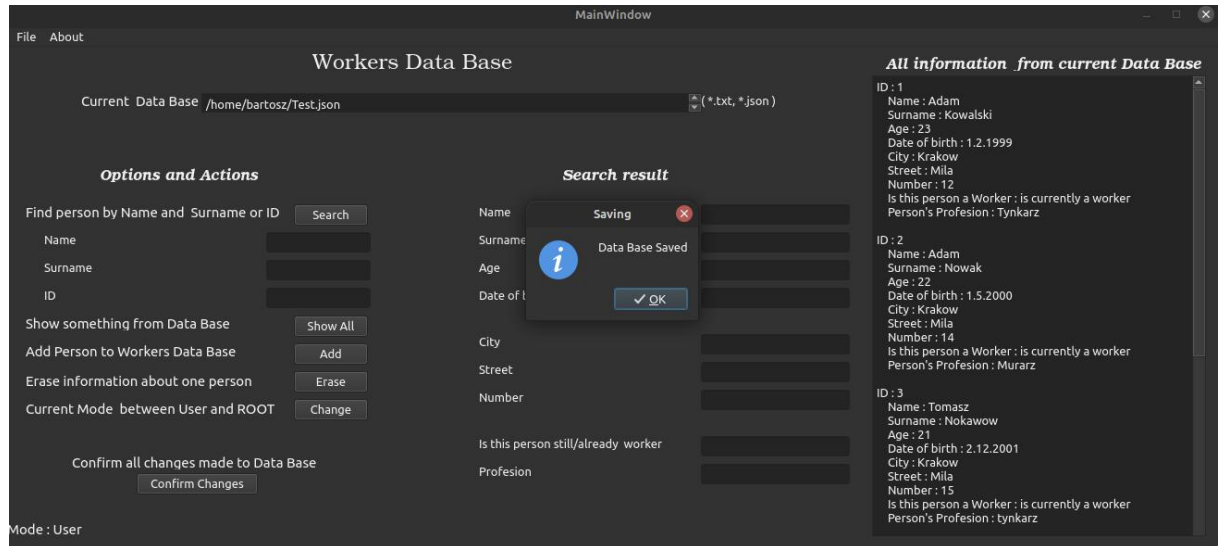 MainWindow
File About
Workers Data Base
Current Data Base /home/bartosz/Test.json (*.txt, *.json )
Options and Actions
Find person by Name and Surname or ID Search
Name
Surname
ID
Show something from Data Base Show All
Add Person to Workers Data Base Add
Erase information about one person Erase
Current Mode between User and ROOT Change
Confirm all changes made to Data Base
Confirm Changes
Mode : User
Search result
Name
Surname
Age
Date of
City
Street
Number
Is this person still/already worker
Profesion
Saving
Data Base Saved
OK
All information from current Data Base
ID : 1
Name : Adam
Surname : Kowalski
Age : 23
Date of birth : 1.2.1999
City : Krakow
Street : Mila
Number : 12
Is this person a Worker : is currently a worker
Person's Profesion : Tynkarz
ID : 2
Name : Adam
Surname : Nowak
Age : 22
Date of birth : 1.5.2000
City : Krakow
Street : Mila
Number : 14
Is this person a Worker : is currently a worker
Person's Profesion : Murarz
ID : 3
Name : Tomasz
Surname : Nokawow
Age : 21
Date of birth : 2.12.2001
City : Krakow
Street : Mila
Number : 15
Is this person a Worker : is currently a worker
Person's Profesion : tynkarz